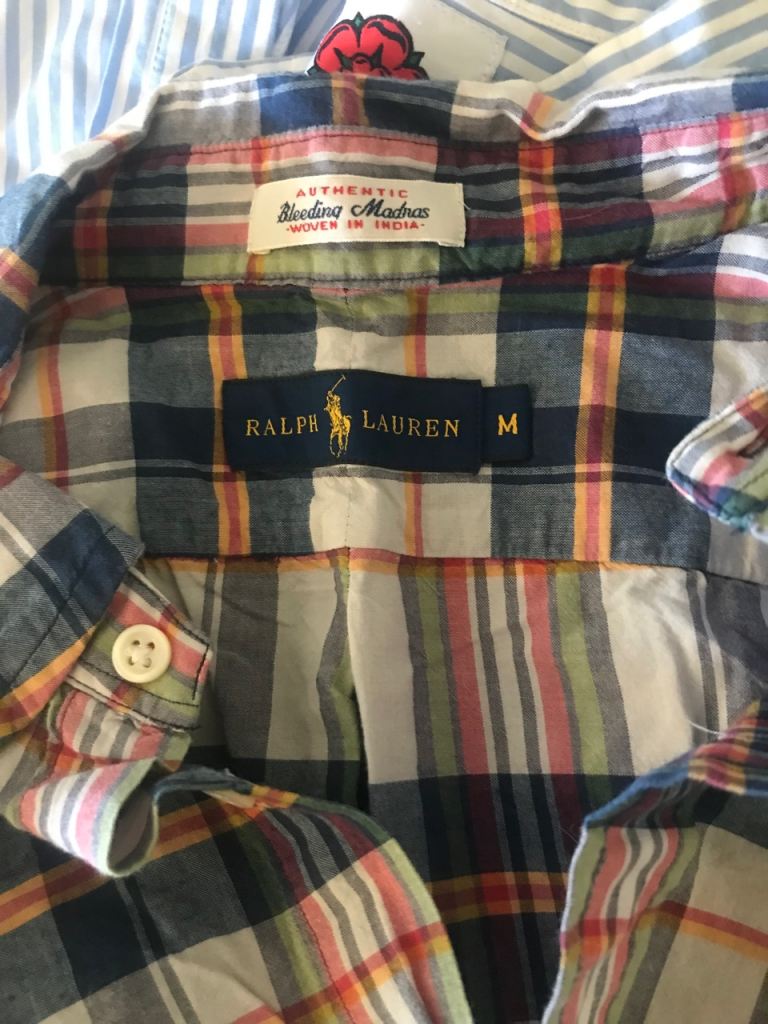 AUTHENTIC
Bleeding Madras
-WOVEN IN INDIA-
RALPH LAUREN M